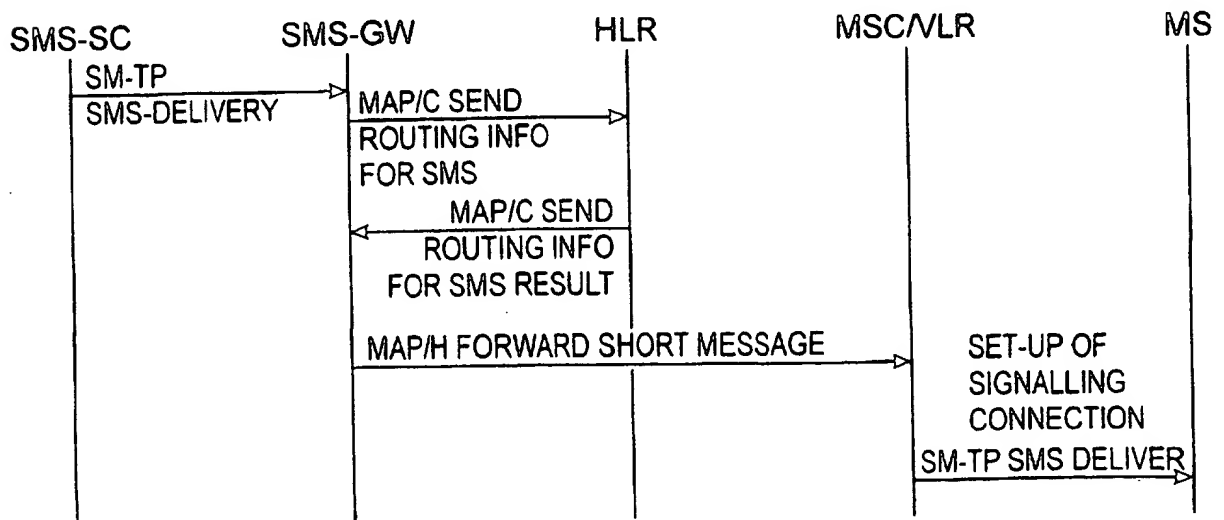 SMS-SC SMS-GW HLR MSC/VLR MS
SM-TP
SMS-DELIVERY
MAP/C SEND
ROUTING INFO
FOR SMS
MAP/C SEND
ROUTING INFO
FOR SMS RESULT
MAP/H FORWARD SHORT MESSAGE
SET-UP OF
SIGNALLING
CONNECTION
SM-TP SMS DELIVER